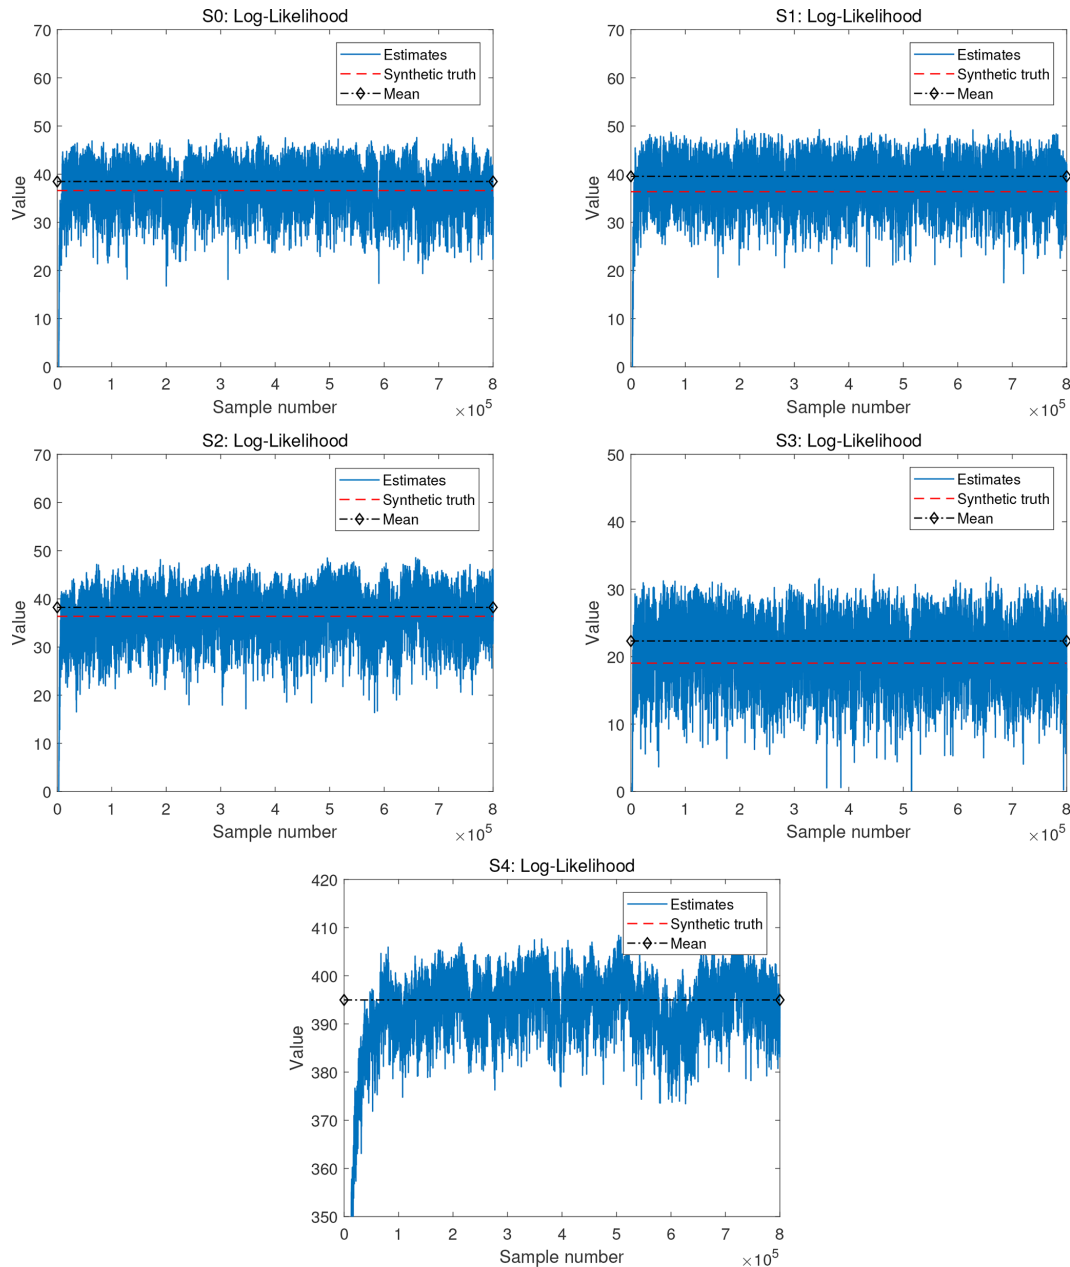 S0: Log-Likelihood
70
60
50
40
30
20
10
0
Value
Estimates
Synthetic truth
Mean
0 1 2 3 4 5 6 7 8
Sample number
×10^5
S1: Log-Likelihood
70
60
50
40
30
20
10
0
Value
Estimates
Synthetic truth
Mean
0 1 2 3 4 5 6 7 8
Sample number
×10^5
S2: Log-Likelihood
70
60
50
40
30
20
10
0
Value
Estimates
Synthetic truth
Mean
0 1 2 3 4 5 6 7 8
Sample number
×10^5
S3: Log-Likelihood
50
40
30
20
10
0
Value
Estimates
Synthetic truth
Mean
0 1 2 3 4 5 6 7 8
Sample number
×10^5
S4: Log-Likelihood
420
410
400
390
380
370
360
350
Value
Estimates
Synthetic truth
Mean
0 1 2 3 4 5 6 7 8
Sample number
×10^5